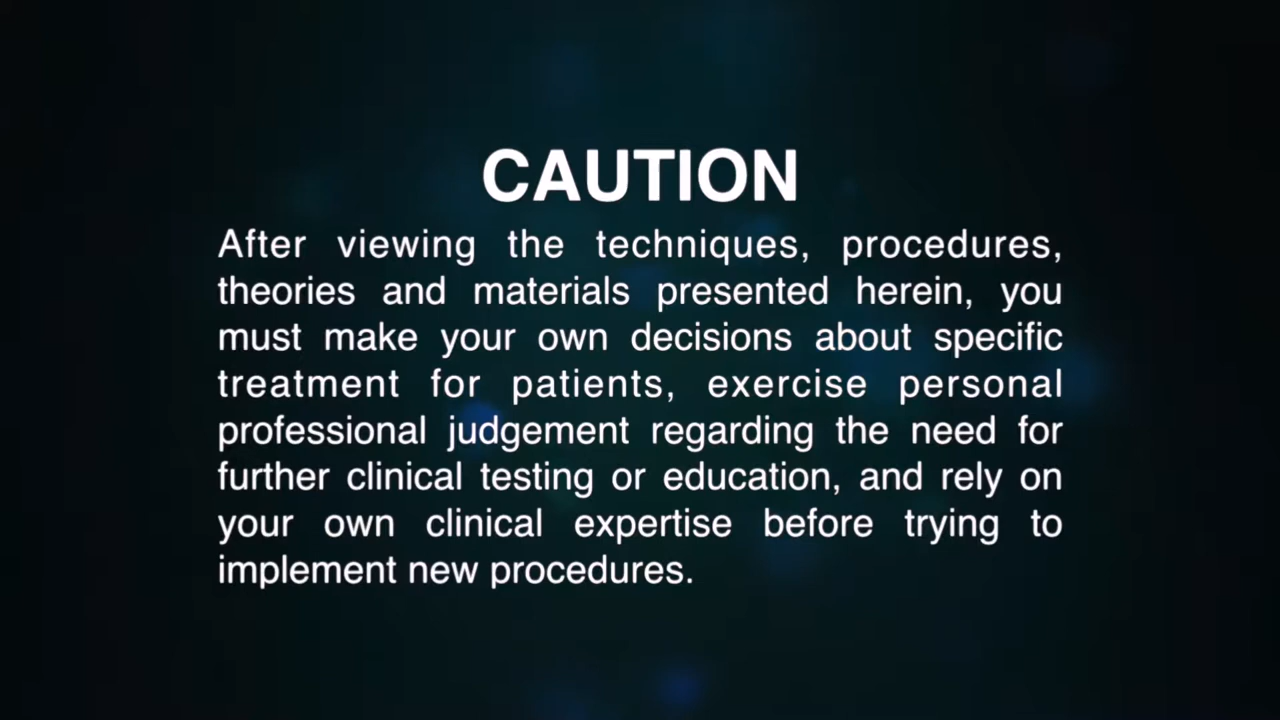 CAUTION
After viewing the techniques, procedures,
theories and materials presented herein, you
must make your own decisions about specific
treatment for patients, exercise personal
professional judgement regarding the need for
further clinical testing or education, and rely on
your own clinical expertise before trying to
implement new procedures.